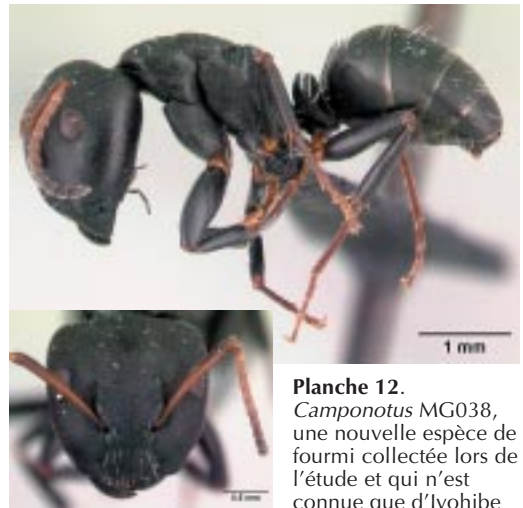 1 mm
Planche 12.
Camponotus MG038,
une nouvelle espèce de
fourmi collectée lors de
l'étude et qui n'est
connue que d'Ivohibe